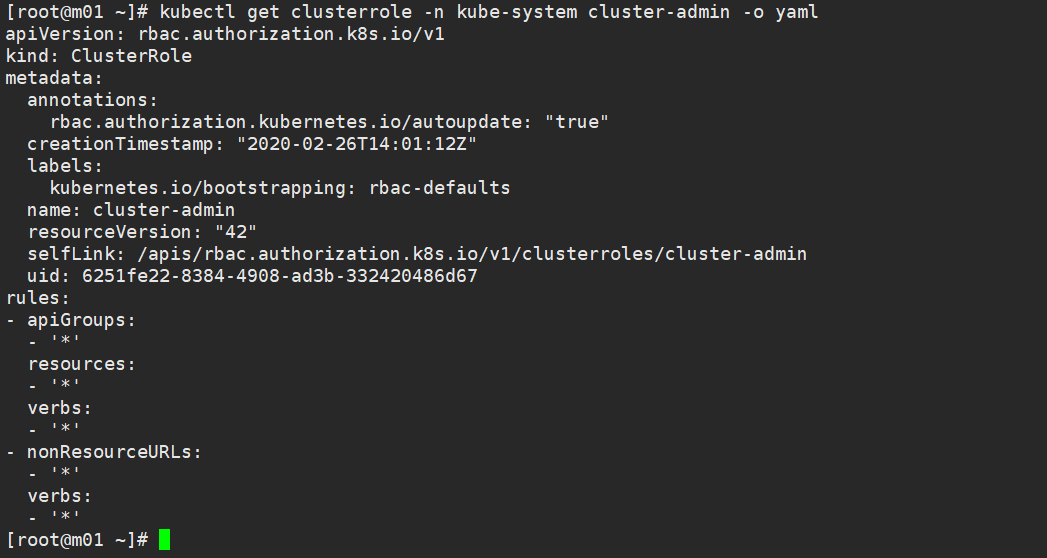 [root@m01 ~]# kubectl get clusterrole -n kube-system cluster-admin -o yaml
apiVersion: rbac.authorization.k8s.io/v1
kind: ClusterRole
metadata:
  annotations:
    rbac.authorization.kubernetes.io/autoupdate: "true"
  creationTimestamp: "2020-02-26T14:01:12Z"
  labels:
    kubernetes.io/bootstrapping: rbac-defaults
  name: cluster-admin
  resourceVersion: "42"
  selfLink: /apis/rbac.authorization.k8s.io/v1/clusterroles/cluster-admin
  uid: 6251fe22-8384-4908-ad3b-332420486d67
rules:
- apiGroups:
  - '*'
  resources:
  - '*'
  verbs:
  - '*'
- nonResourceURLs:
  - '*'
  verbs:
  - '*'
[root@m01 ~]#